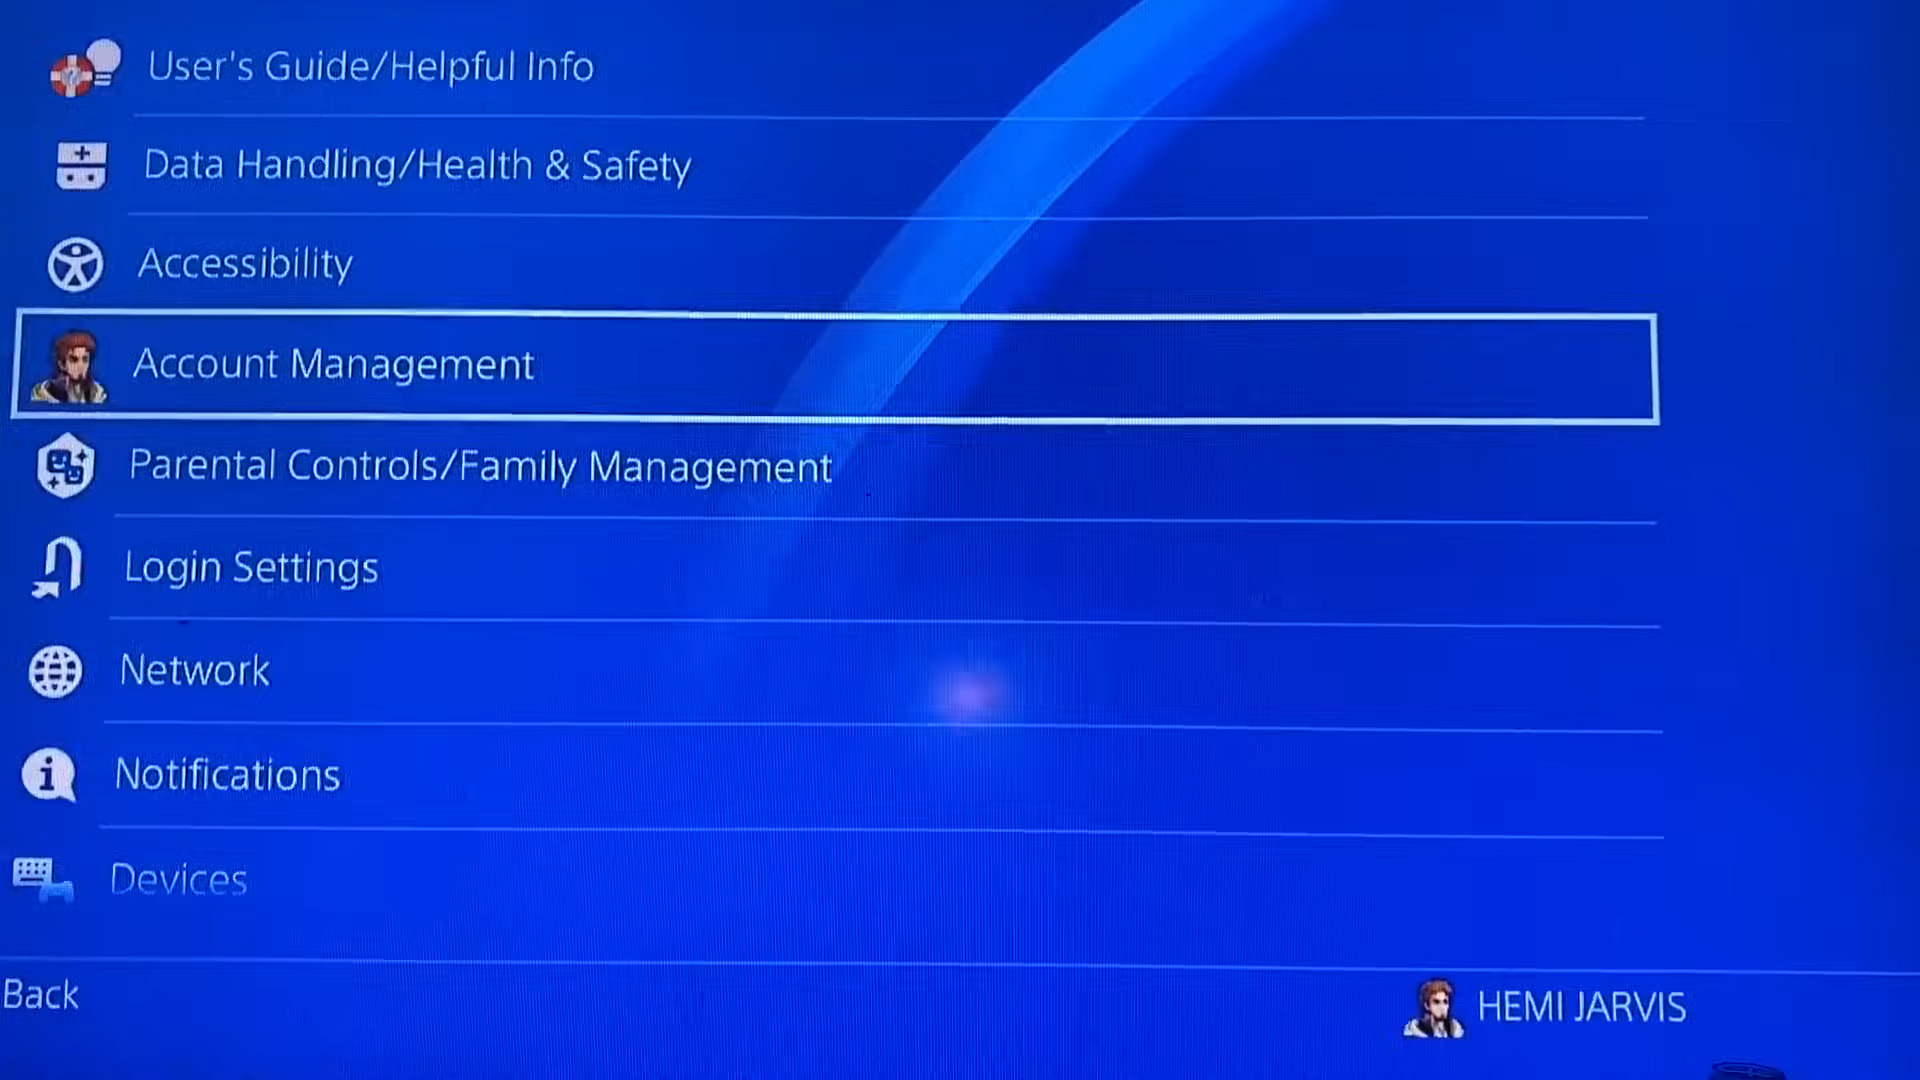 User's Guide/Helpful Info
Data Handling/Health & Safety
Accessibility
Account Management
Parental Controls/Family Management
Login Settings
Network
Notifications
Devices
Back
HEMI JARVIS